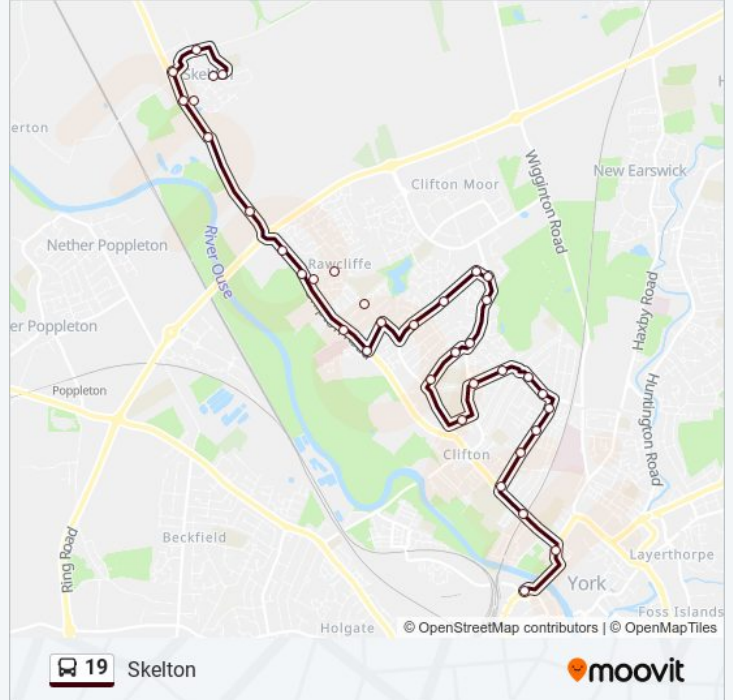 Skelton
erton
Wigginton Road
New Earswick
Clifton Moor
River Ouse
Nether Poppleton
Rawcliffe
Haxby Road
er Poppleton
Poppleton
Huntington Road
Clifton
Ring Road
Beckfield
Layerthorpe
York
Foss Islands
Holgate
© OpenStreetMap contributors | © OpenMapTiles
19 Skelton
moovit